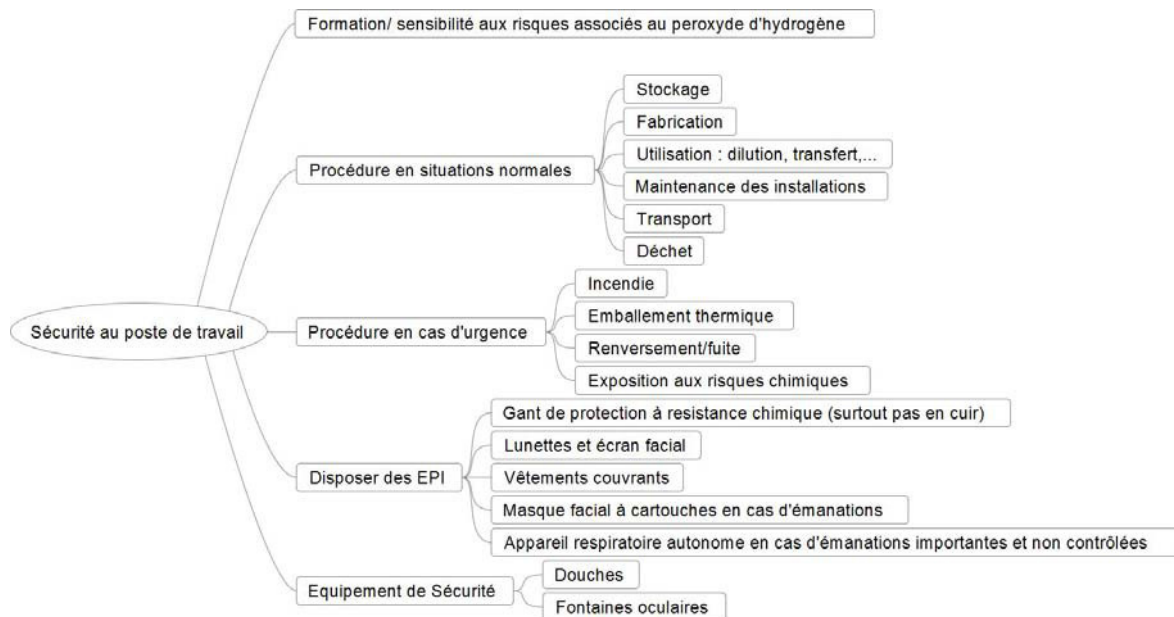 Formation/ sensibilité aux risques associés au peroxyde d'hydrogène
Stockage
Fabrication
Utilisation : dilution, transfert,...
Procédure en situations normales
Maintenance des installations
Transport
Déchet
Incendie
Emballement thermique
Sécurité au poste de travail
Procédure en cas d'urgence
Renversement/fuite
Exposition aux risques chimiques
Gant de protection à resistance chimique (surtout pas en cuir)
Lunettes et écran facial
Disposer des EPI
Vêtements couvrants
Masque facial à cartouches en cas d'émanations
Appareil respiratoire autonome en cas d'émanations importantes et non contrôlées
Equipement de Sécurité
Douches
Fontaines oculaires